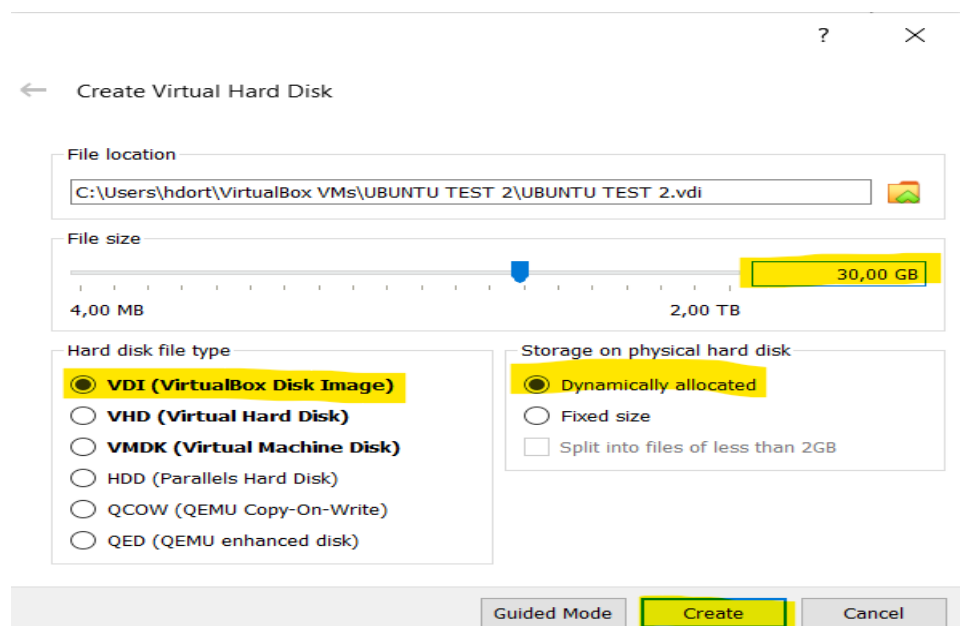 ?
Create Virtual Hard Disk
File location
C:\Users\hdort\VirtualBox VMs\UBUNTU TEST 2\UBUNTU TEST 2.vdi
File size
30,00 GB
4,00 MB 2,00 TB
Hard disk file type
VDI (VirtualBox Disk Image)
VHD (Virtual Hard Disk)
VMDK (Virtual Machine Disk)
HDD (Parallels Hard Disk)
QCOW (QEMU Copy-On-Write)
QED (QEMU enhanced disk)
Storage on physical hard disk
Dynamically allocated
Fixed size
Split into files of less than 2GB
Guided Mode Create Cancel